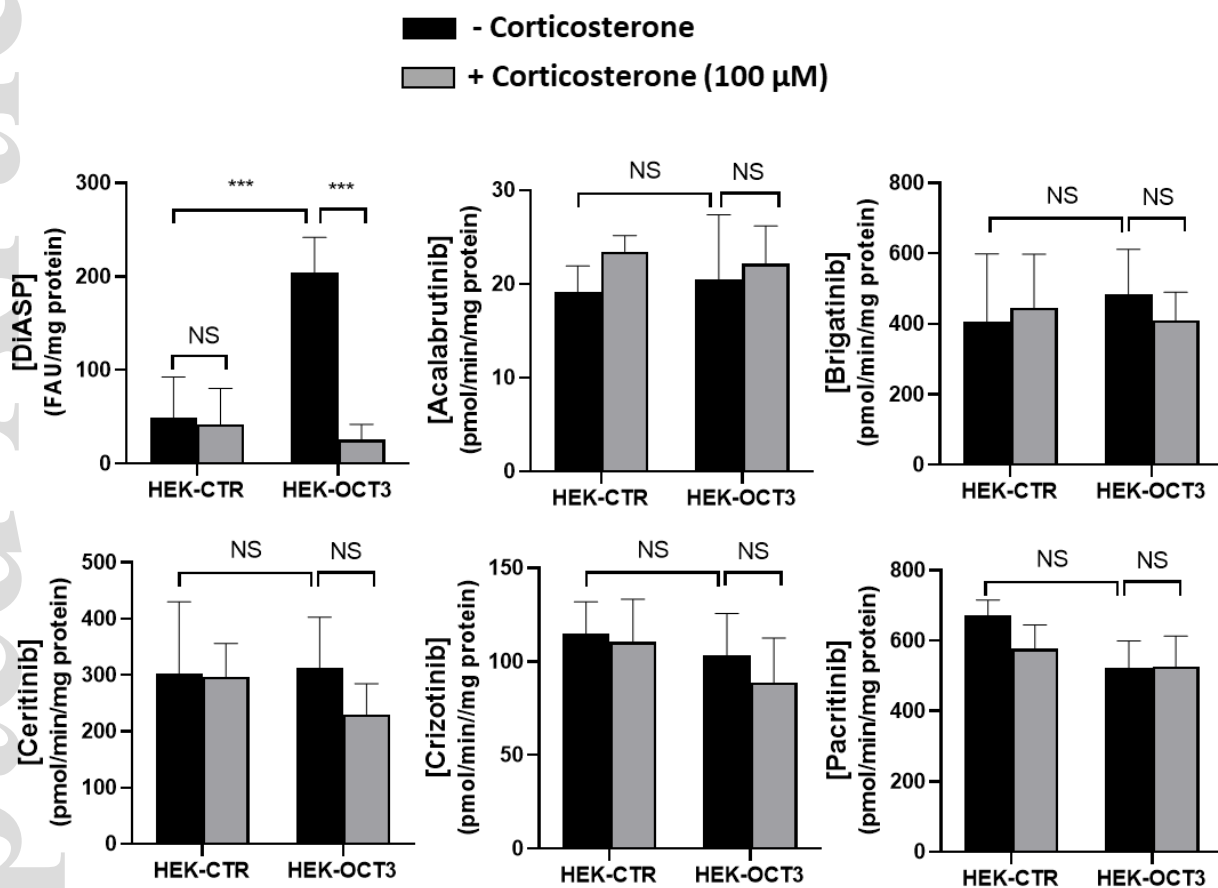 - Corticosterone
+ Corticosterone (100 µM)
300
200
100
0
[DiASP]
(FAU/mg protein)
***
***
NS
HEK-CTR
HEK-OCT3
30
20
10
0
[Acalabrutinib]
(pmol/min/mg protein)
NS
NS
HEK-CTR
HEK-OCT3
800
600
400
200
0
[Brigatinib]
(pmol/min/mg protein)
NS
NS
HEK-CTR
HEK-OCT3
500
400
300
200
100
0
[Ceritinib]
(pmol/min/mg protein)
NS
NS
HEK-CTR
HEK-OCT3
150
100
50
0
[Crizotinib]
(pmol/min//mg protein)
NS
NS
HEK-CTR
HEK-OCT3
800
600
400
200
0
[Pacritinib]
(pmol/min/mg protein)
NS
NS
HEK-CTR
HEK-OCT3